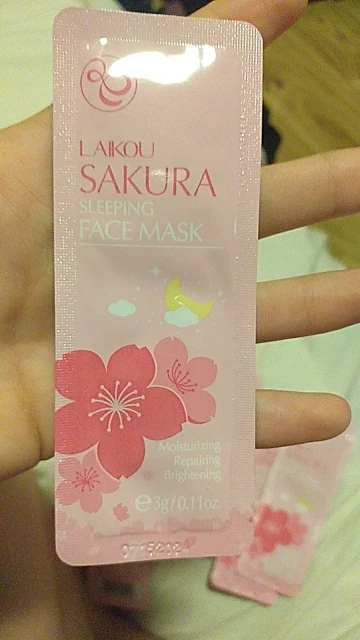 LAIKOU
SAKURA
SLEEPING
FACE MASK
Moisturizing
Repairing
Brightening
℮3g/0.11oz